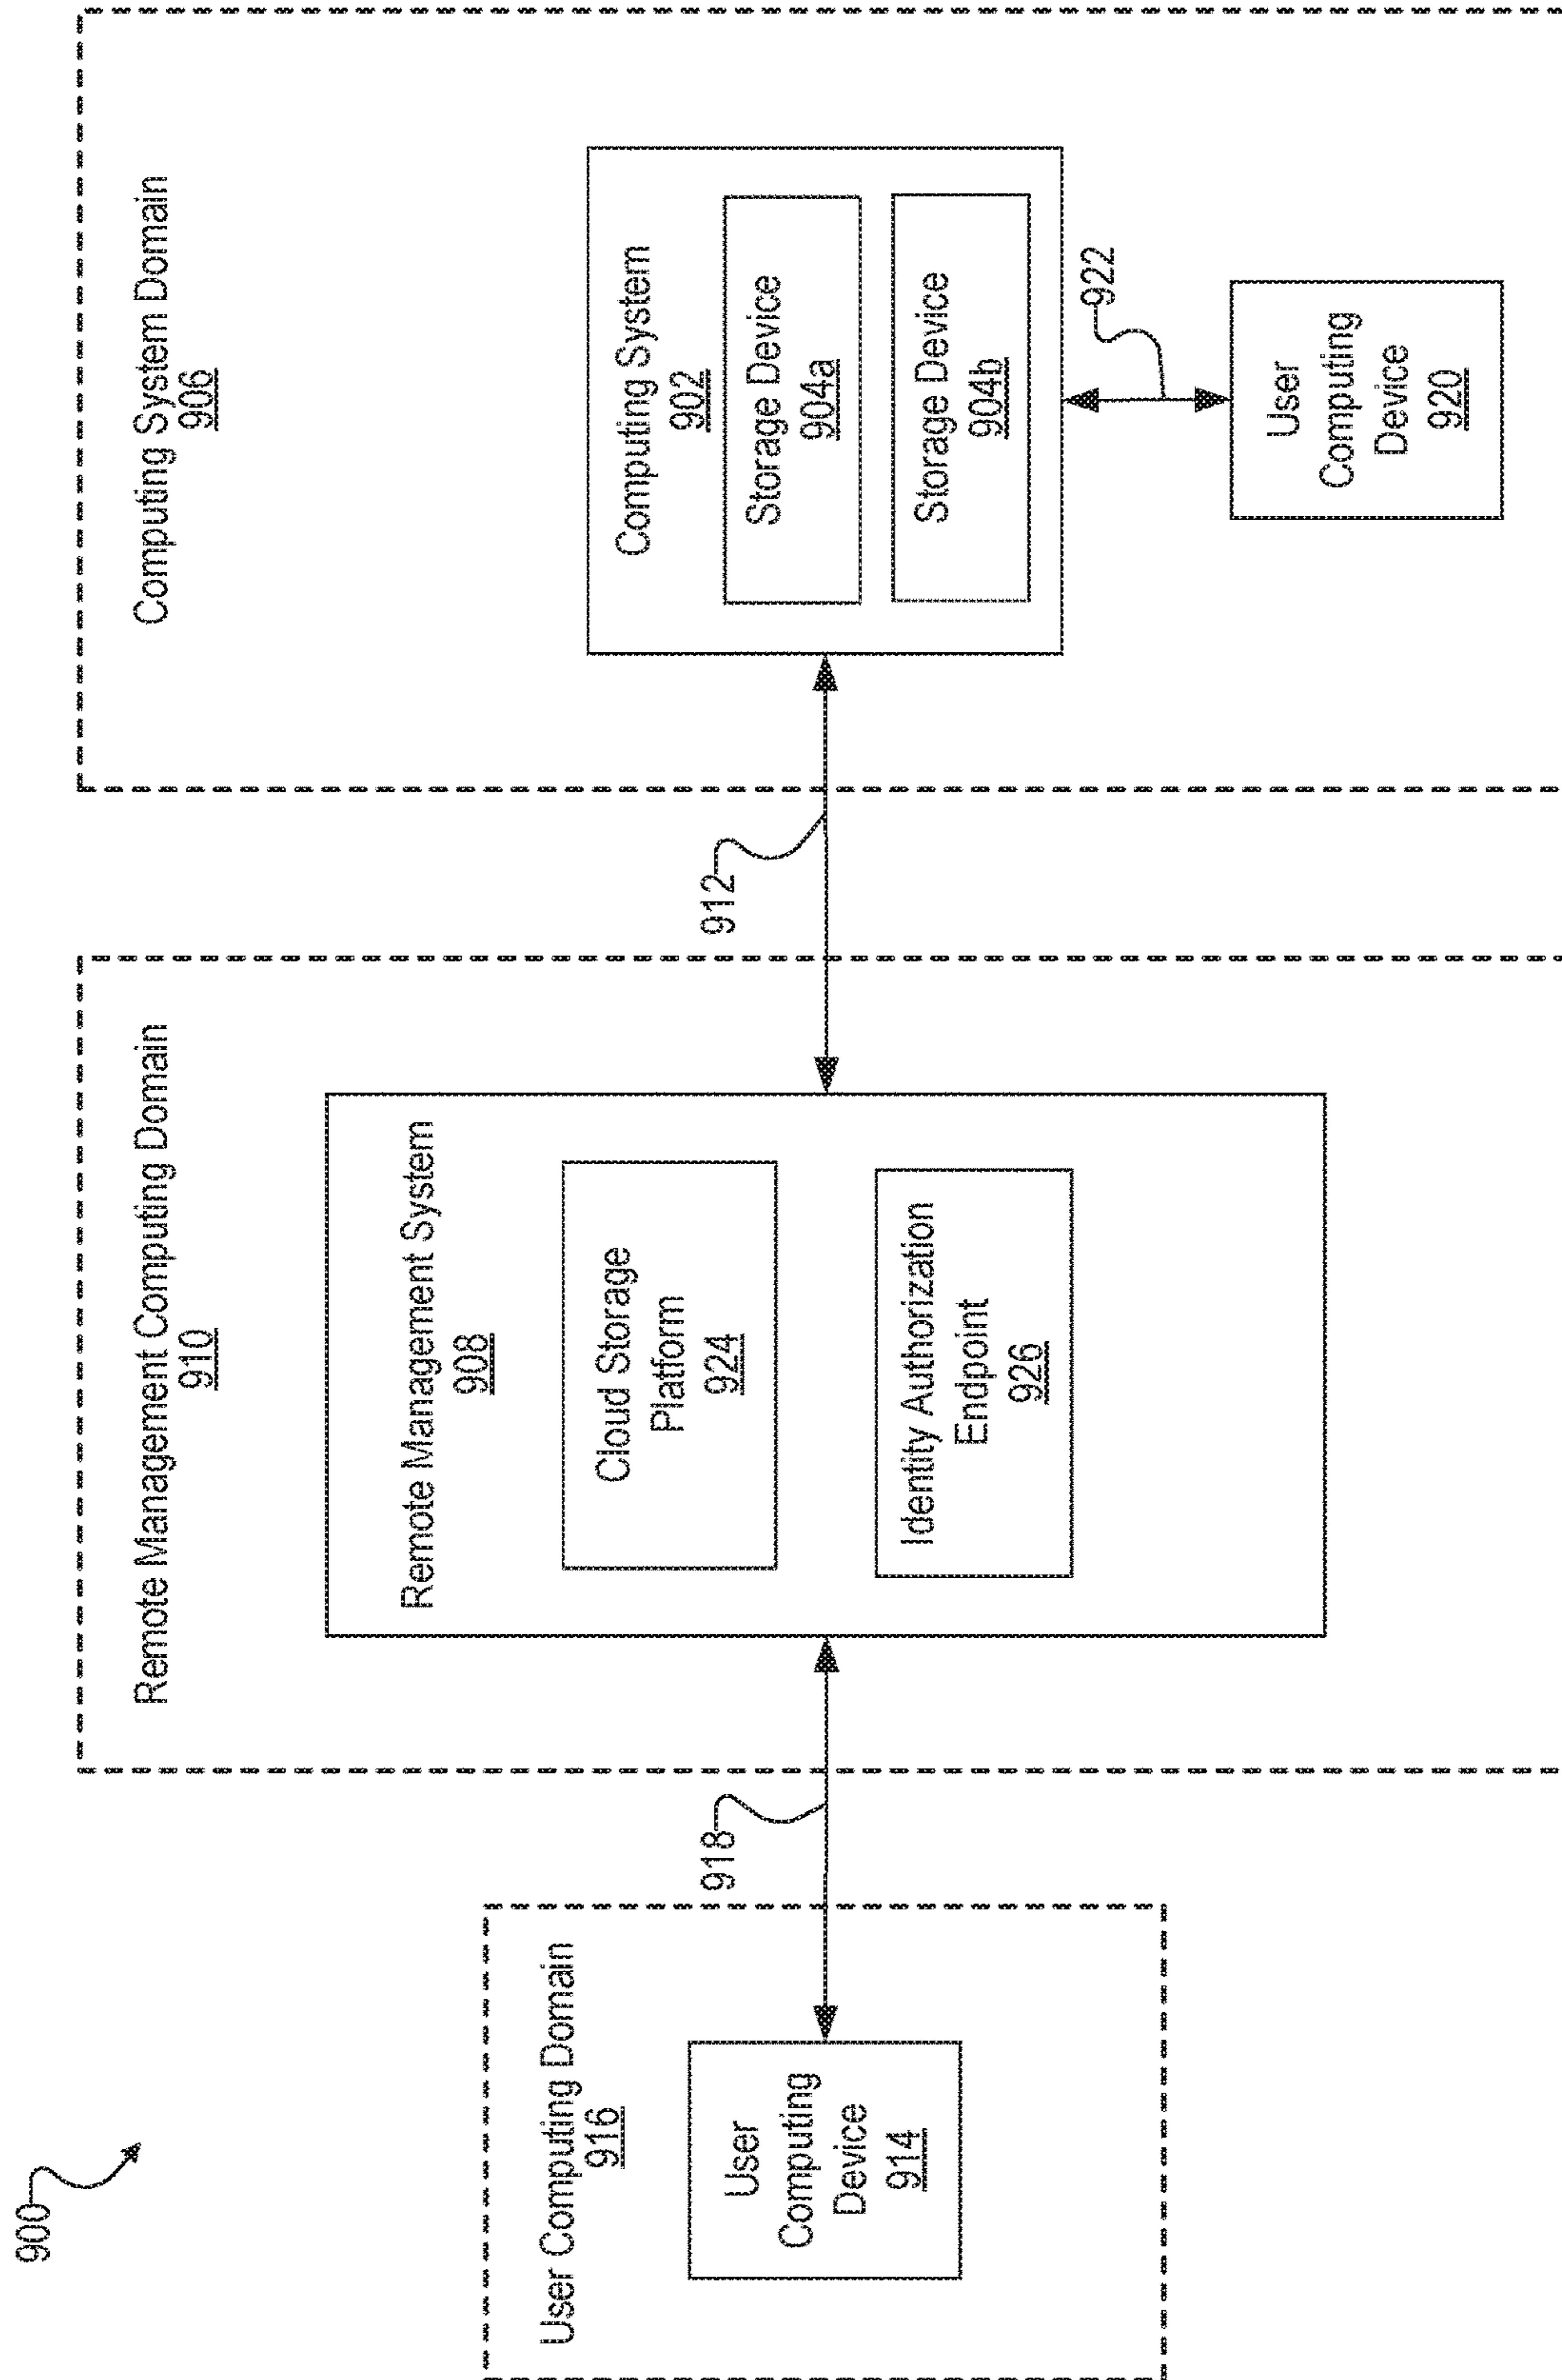 900
User Computing Domain
916
User
Computing
Device
914
918
Remote Management Computing Domain
910
Remote Management System
908
Cloud Storage
Platform
924
Identity Authorization
Endpoint
926
912
Computing System Domain
906
Computing System
902
Storage Device
904a
Storage Device
904b
922
User
Computing
Device
920